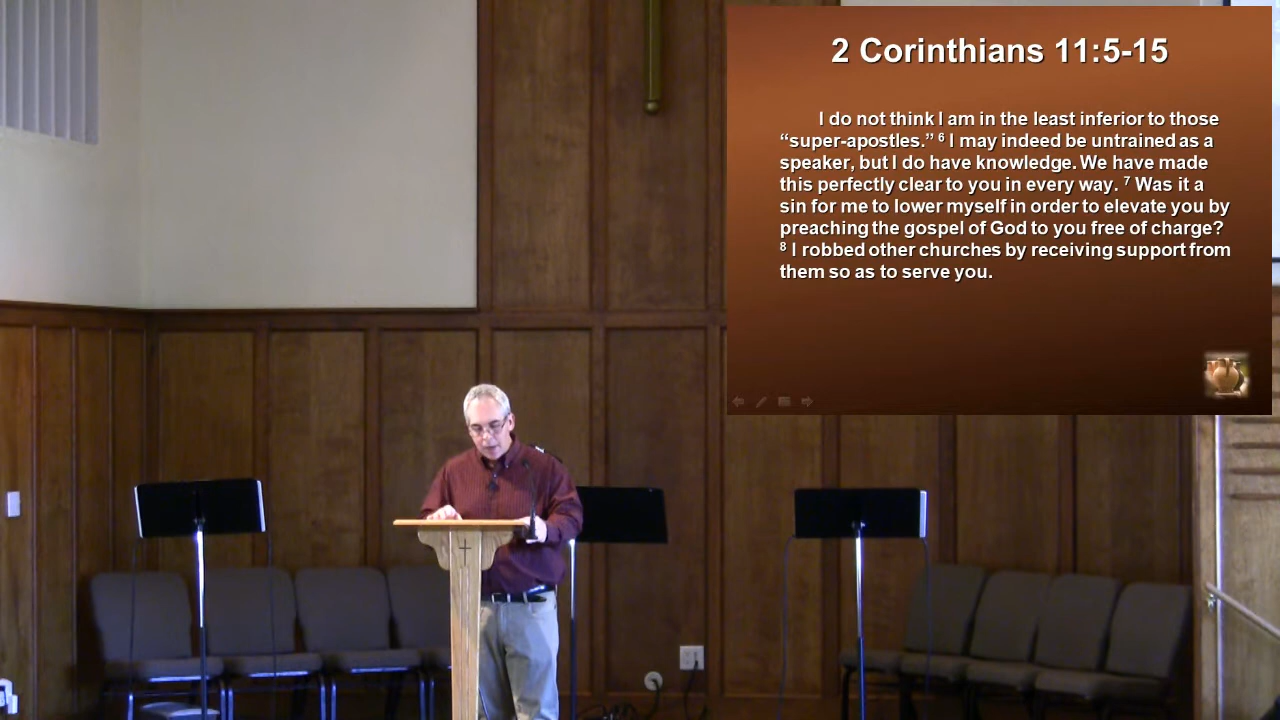 2 Corinthians 11:5-15
I do not think I am in the least inferior to those
“super-apostles.” ⁶ I may indeed be untrained as a
speaker, but I do have knowledge. We have made
this perfectly clear to you in every way. ⁷ Was it a
sin for me to lower myself in order to elevate you by
preaching the gospel of God to you free of charge?
⁸ I robbed other churches by receiving support from
them so as to serve you.